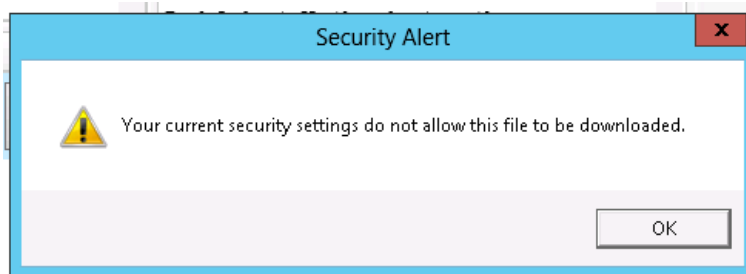 Security Alert
x
Your current security settings do not allow this file to be downloaded.
OK